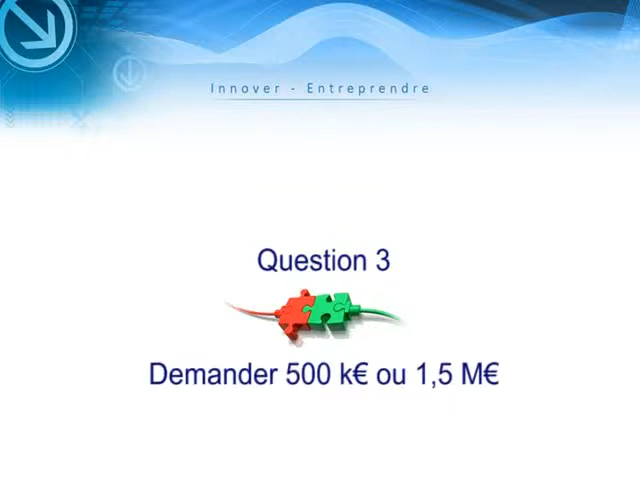 Innover - Entreprendre
Question 3
Demander 500 k€ ou 1,5 M€